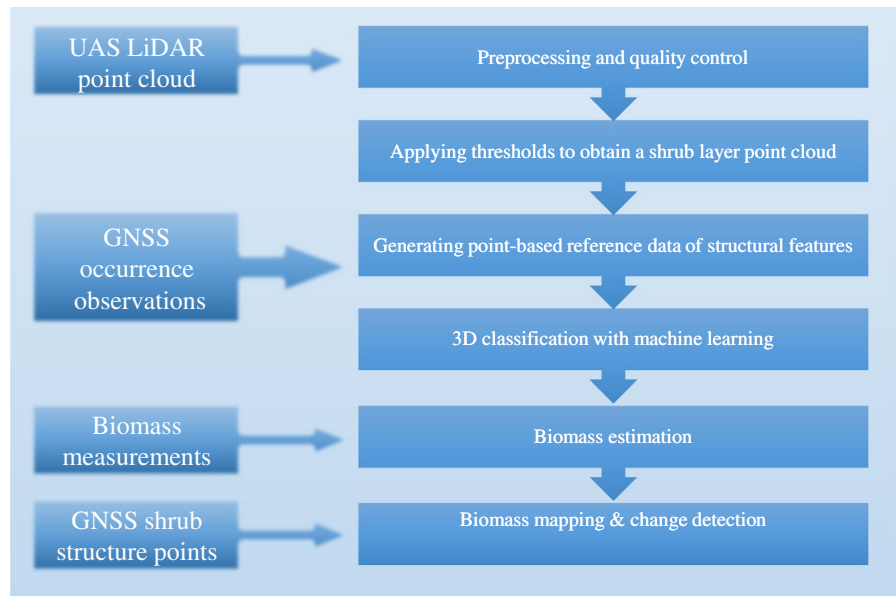 UAS LiDAR
point cloud
Preprocessing and quality control
Applying thresholds to obtain a shrub layer point cloud
GNSS
occurrence
observations
Generating point-based reference data of structural features
3D classification with machine learning
Biomass
measurements
Biomass estimation
GNSS shrub
structure points
Biomass mapping & change detection